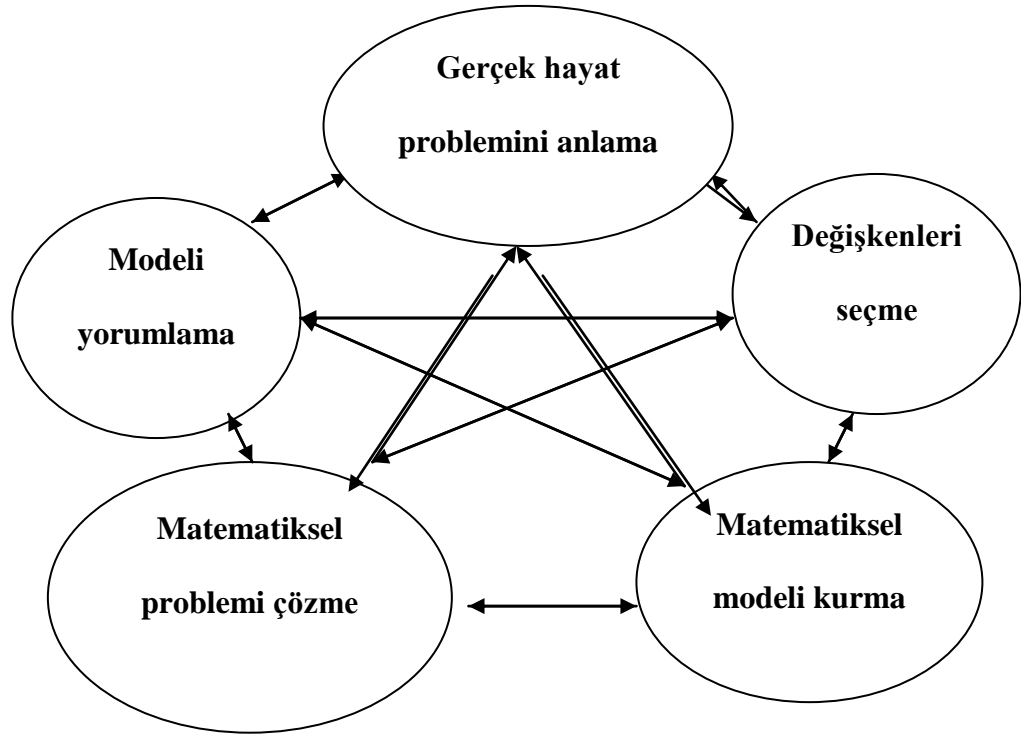 Gerçek hayat
problemini anlama
Değişkenleri
seçme
Modeli
yorumlama
Matematiksel
problemi çözme
Matematiksel
modeli kurma